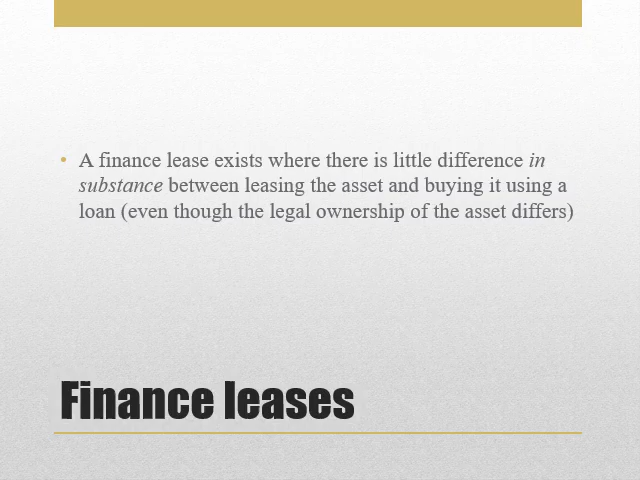 • A finance lease exists where there is little difference in
substance between leasing the asset and buying it using a
loan (even though the legal ownership of the asset differs)
Finance leases